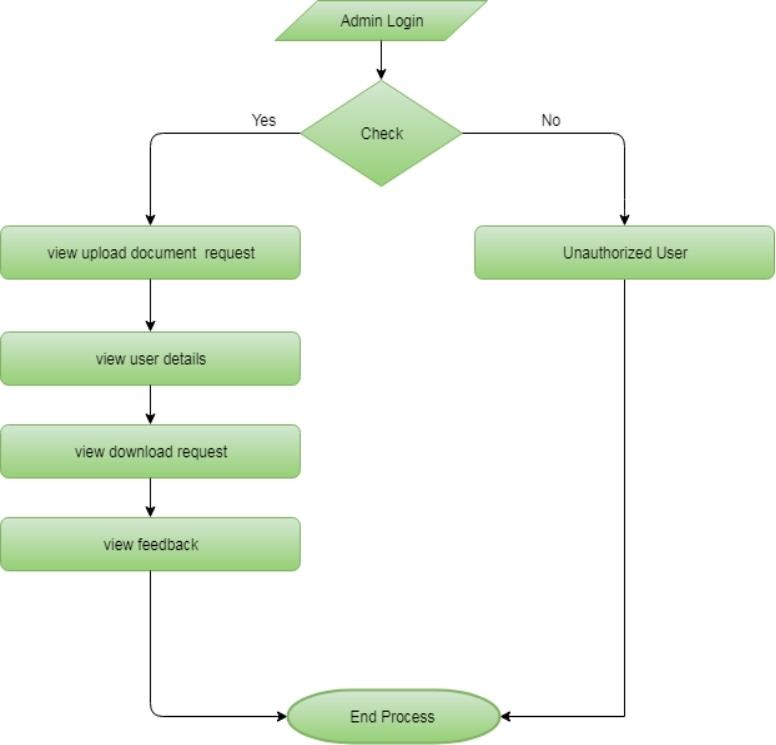 Admin Login
Check
Yes
No
view upload document  request
Unauthorized User
view user details
view download request
view feedback
End Process